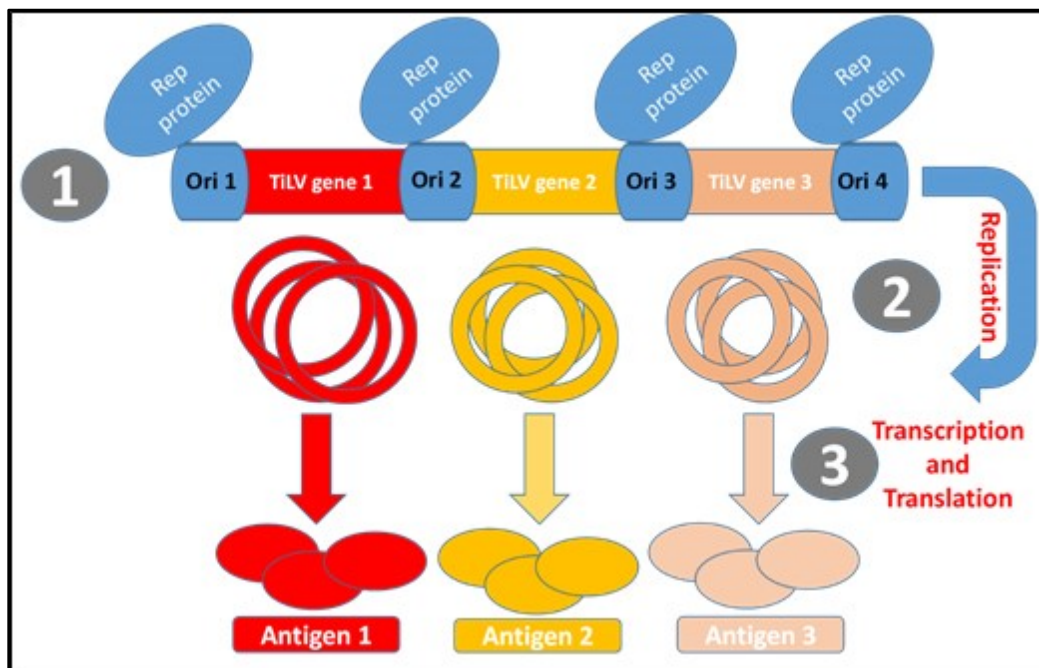 Rep
protein
Rep
protein
Rep
protein
Rep
protein
1
Ori 1
TiLV gene 1
Ori 2
TiLV gene 2
Ori 3
TiLV gene 3
Ori 4
Replication
2
3
Transcription
and
Translation
Antigen 1
Antigen 2
Antigen 3